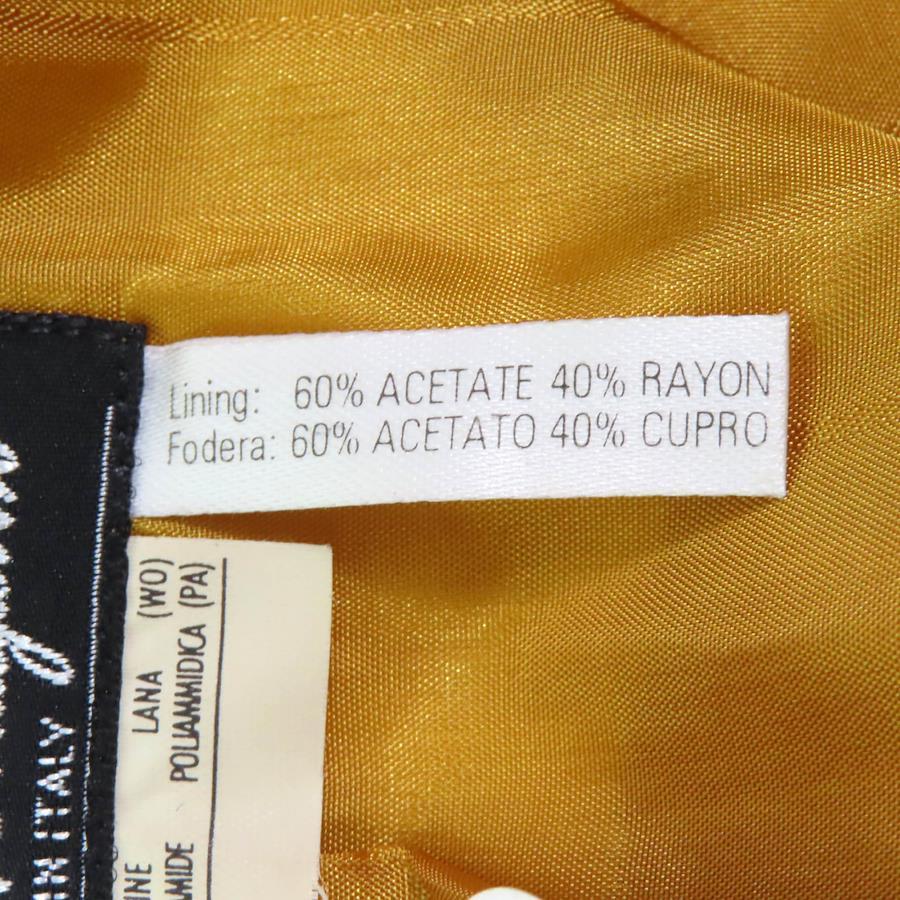 Lining: 60% ACETATE 40% RAYON
Fodera: 60% ACETATO 40% CUPRO
LANA (WO)
POLIAMMIDICA (PA)
IN ITALY